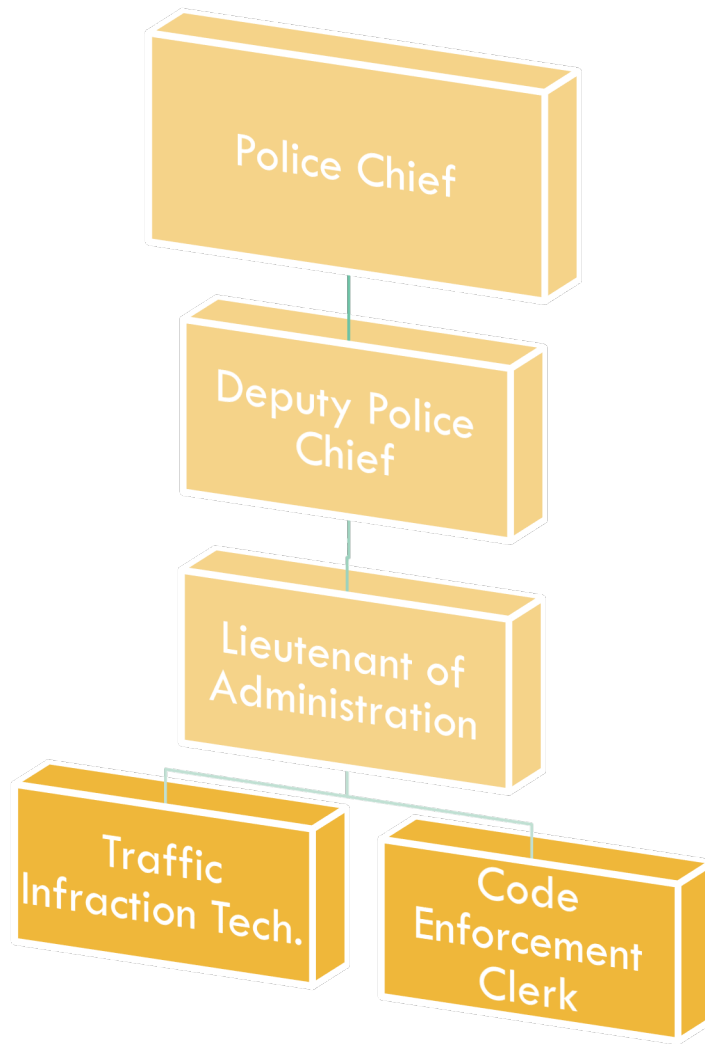 Police Chief
Deputy Police
Chief
Lieutenant of
Administration
Traffic
Infraction Tech.
Code
Enforcement
Clerk